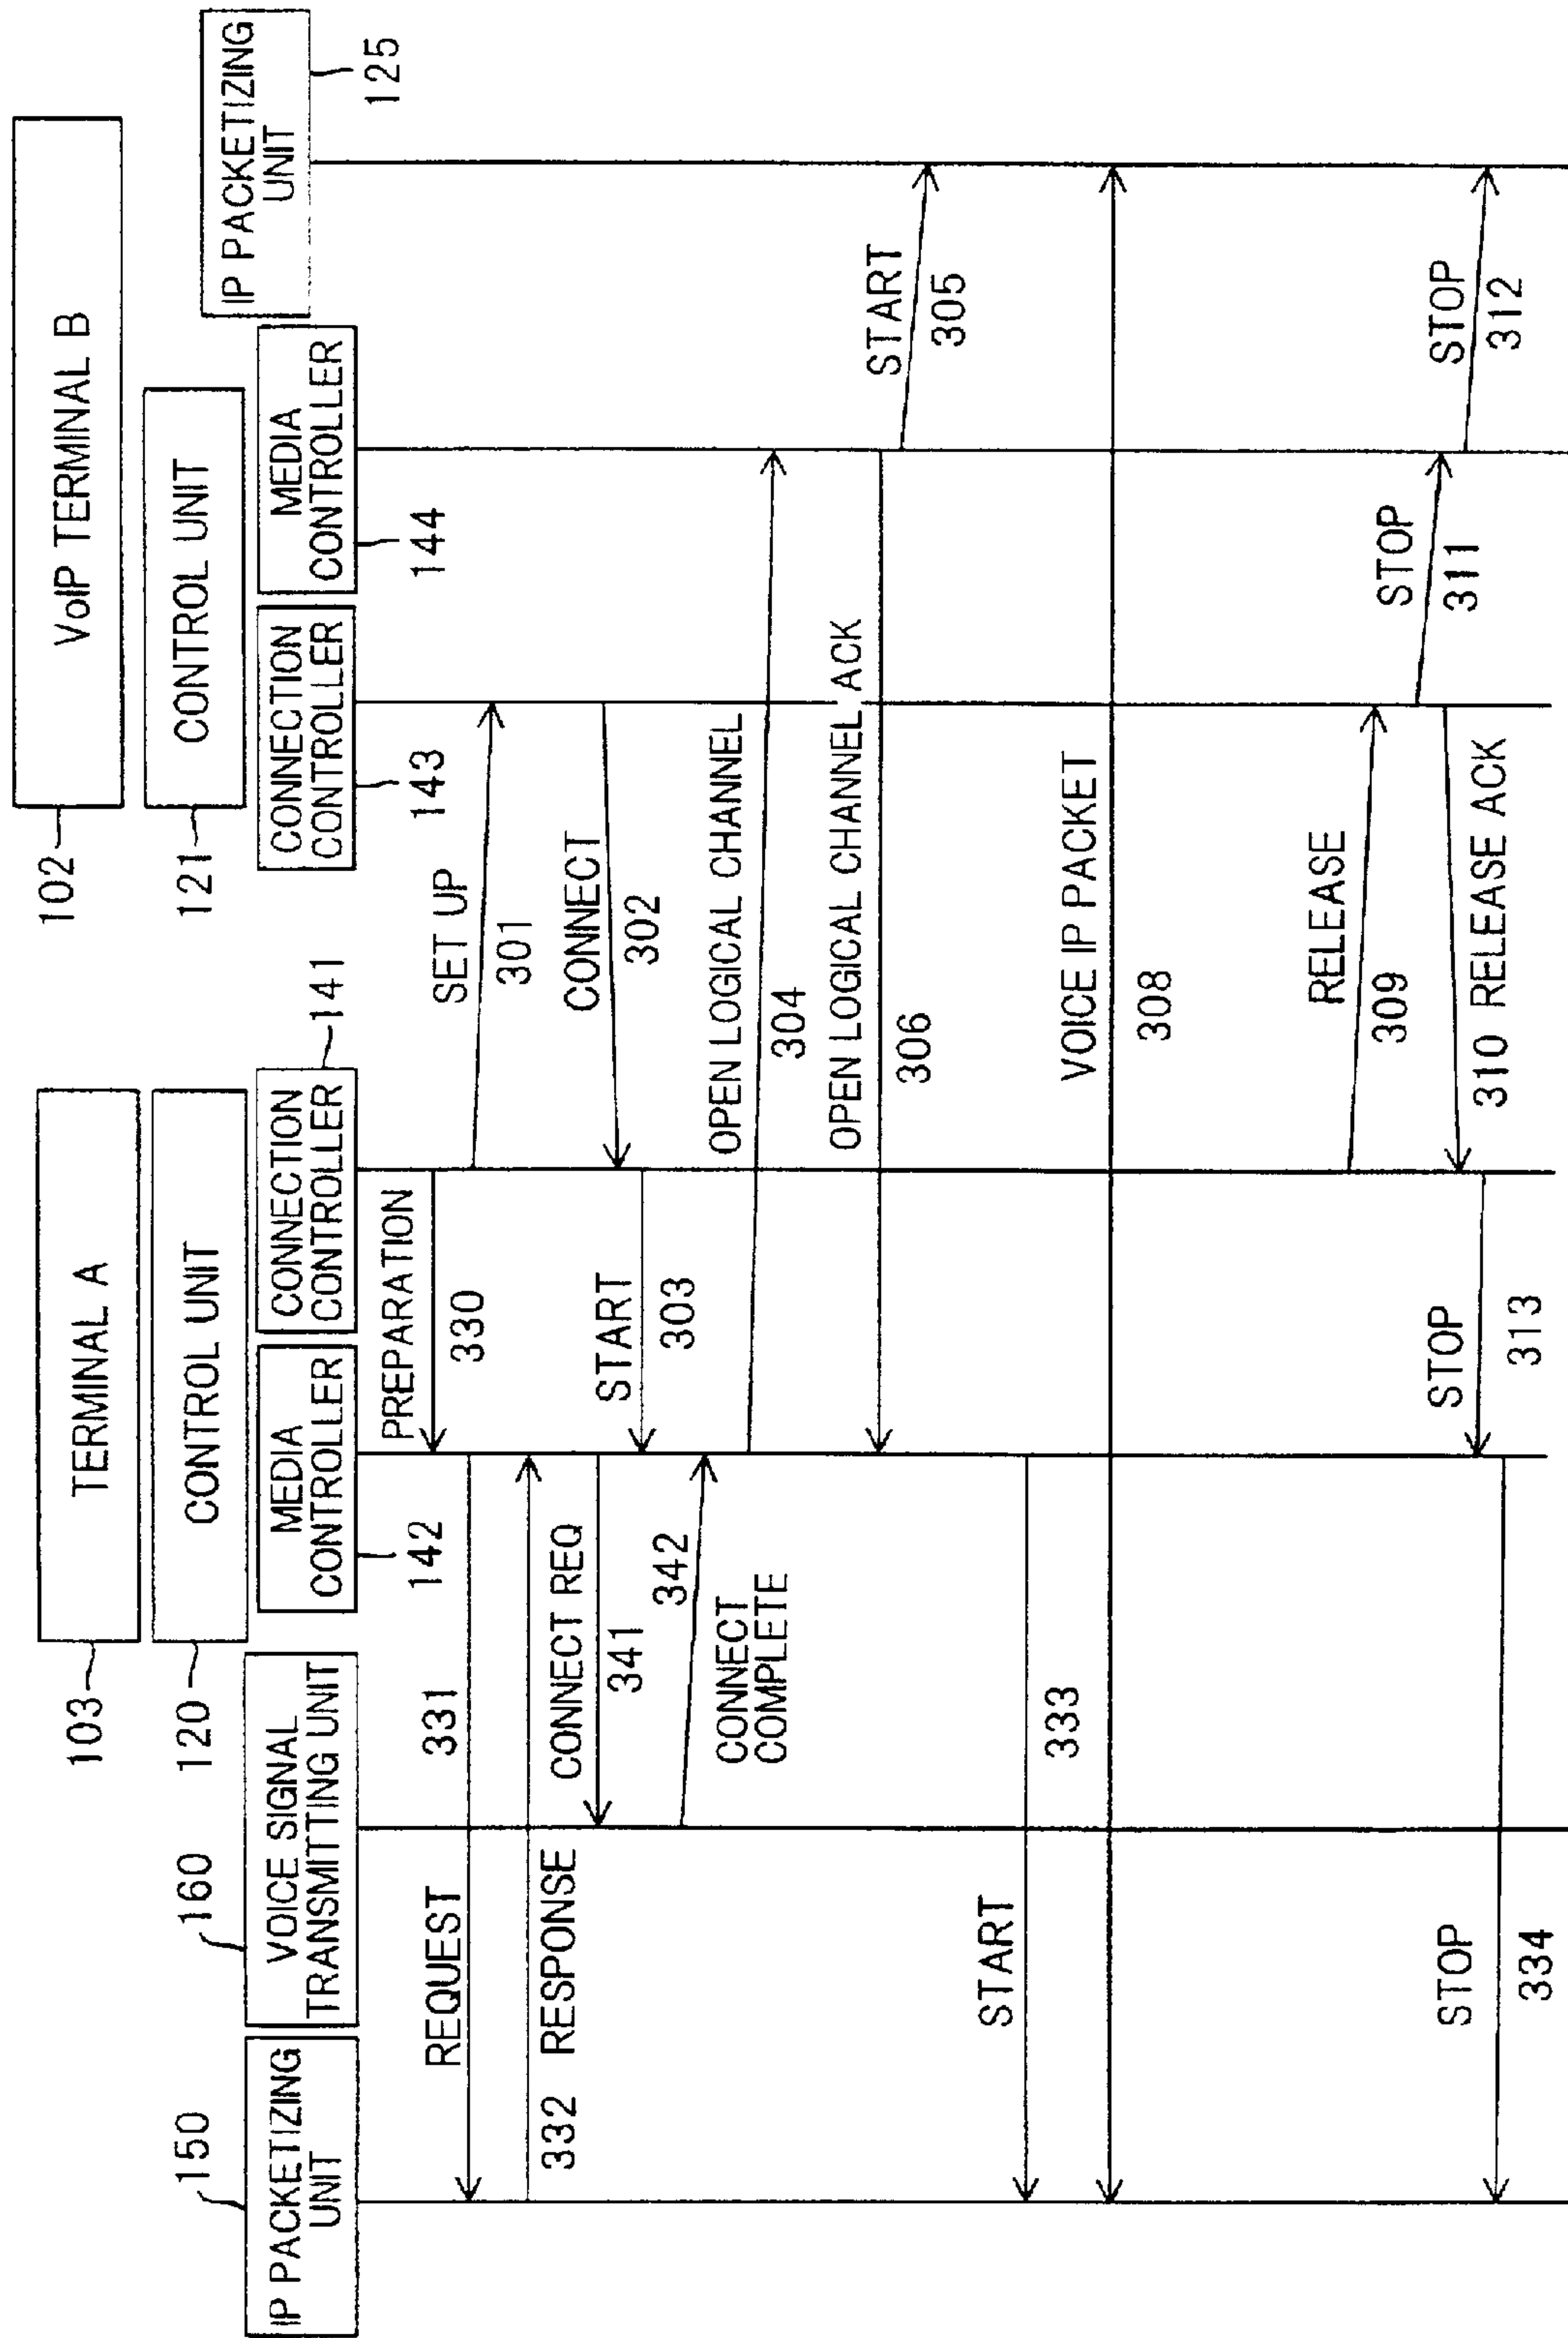 103
TERMINAL A
102
VoIP TERMINAL B
120
CONTROL UNIT
121
CONTROL UNIT
150
IP PACKETIZING
UNIT
160
VOICE SIGNAL
TRANSMITTING UNIT
MEDIA
CONTROLLER
142
CONNECTION
CONTROLLER
141
CONNECTION
CONTROLLER
143
MEDIA
CONTROLLER
144
IP PACKETIZING
UNIT
125
PREPARATION
330
REQUEST
331
SET UP
301
332 RESPONSE
CONNECT REQ
341
CONNECT
302
START
303
342
CONNECT
COMPLETE
OPEN LOGICAL CHANNEL
304
OPEN LOGICAL CHANNEL ACK
306
START
305
START
333
VOICE IP PACKET
308
RELEASE
309
STOP
311
310 RELEASE ACK
STOP
312
STOP
313
STOP
334